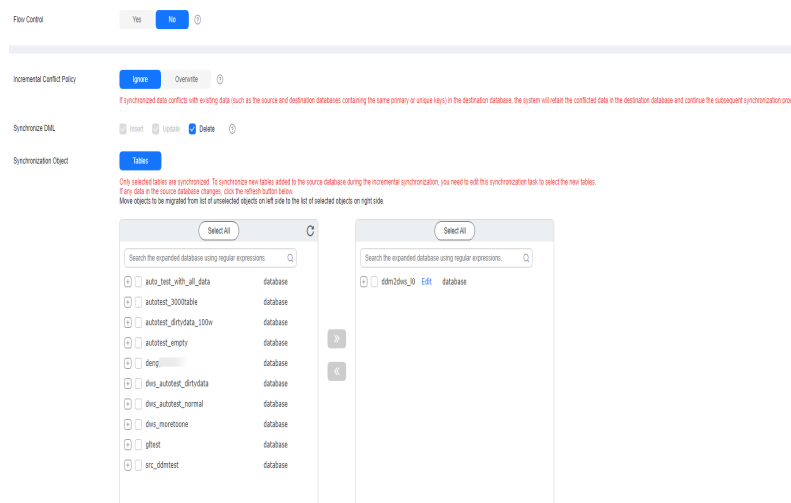 Flow Control Yes No ?
Incremental Conflict Policy Ignore Overwrite ?
If synchronized data conflicts with existing data (such as the source and destination databases containing the same primary or unique keys) in the destination database, the system will retain the conflicted data in the destination database and continue the subsequent synchronization
Synchronize DML Insert Update Delete ?
Synchronization Object Tables
Only selected tables are synchronized. To synchronize new tables added to the source database during the incremental synchronization, you need to edit this synchronization task to select the new tables.
If any data in the source database changes, click the refresh button below.
Move objects to be migrated from list of unselected objects on left side to the list of selected objects on right side.
Select All
Search the expanded database using regular expressions.
auto_test_with_all_data database
autotest_3000table database
autotest_dirtydata_100w database
autotest_empty database
deng database
dws_autotest_dirtydata database
dws_autotest_normal database
dws_moretoone database
gltest database
src_ddmtest database
Select All
Search the expanded database using regular expressions.
ddm2dws_l0 Edit database